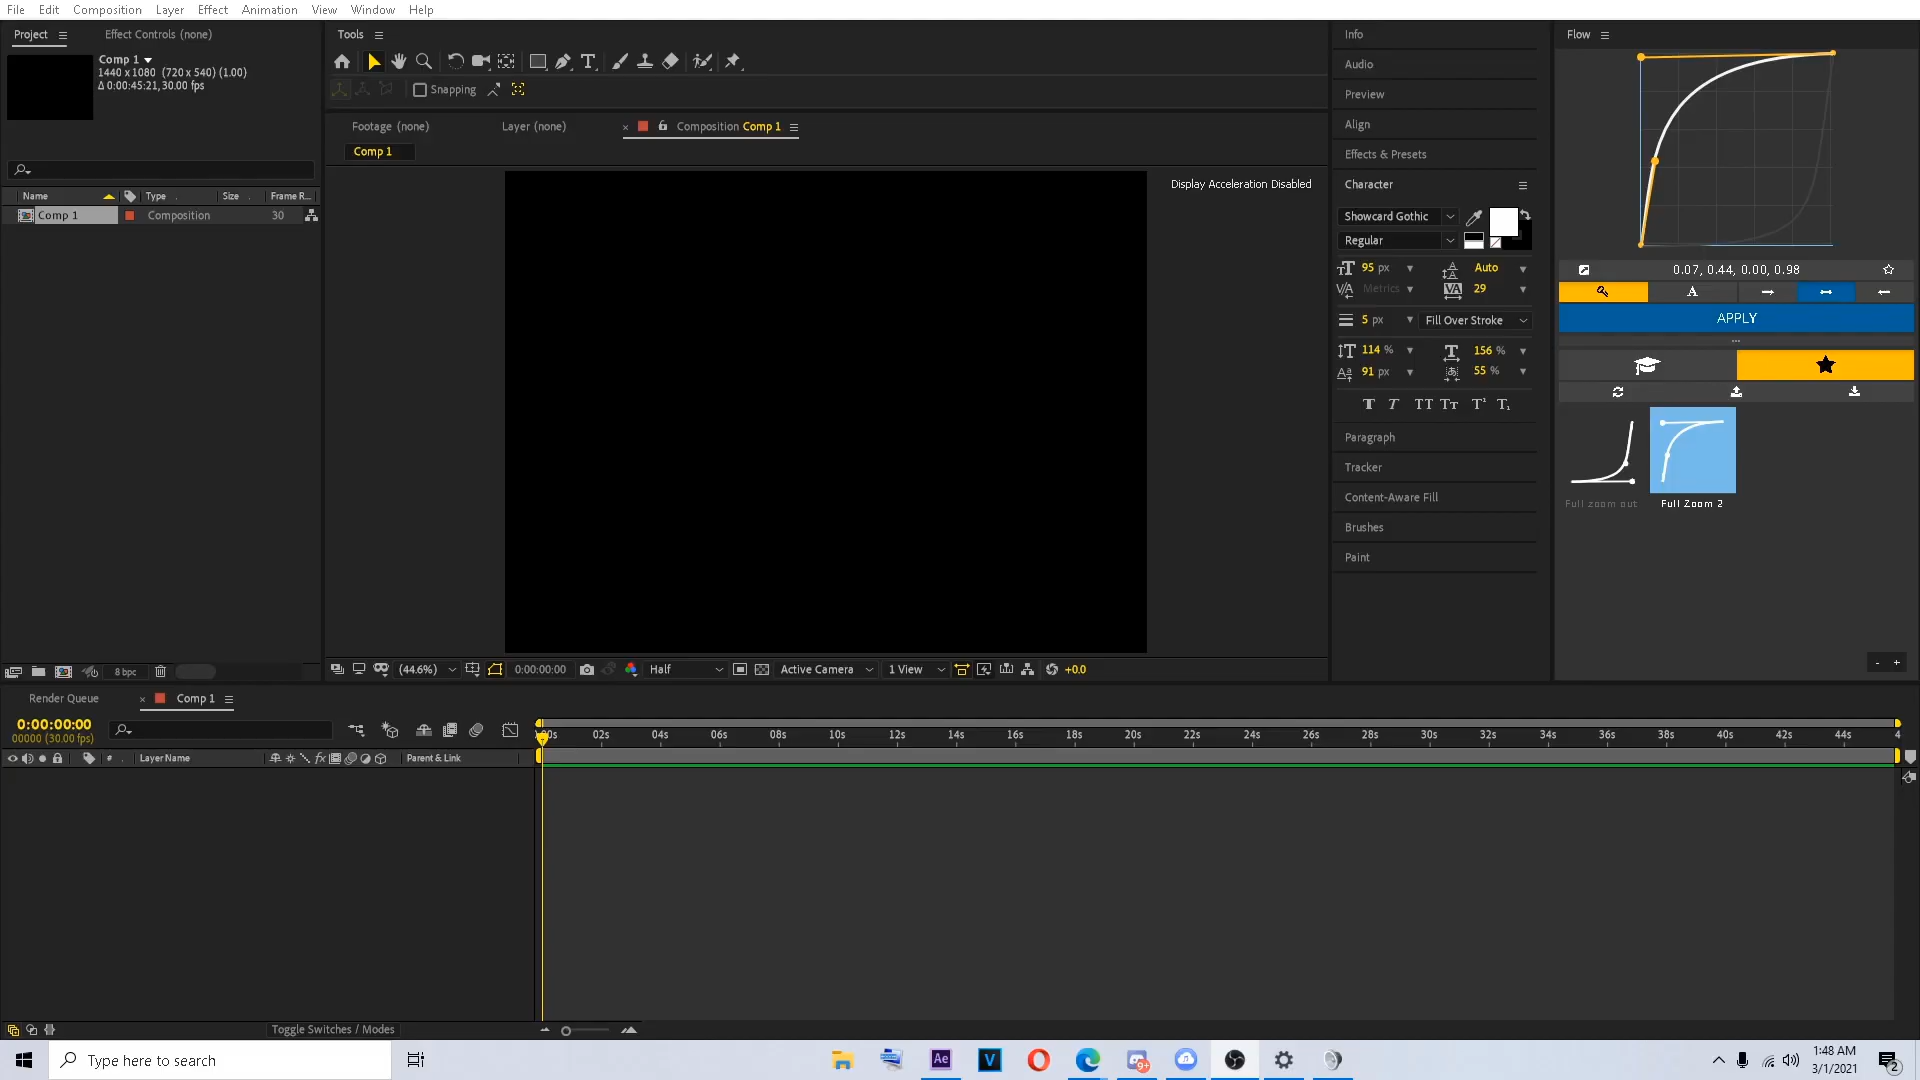 File Edit Composition Layer Effect Animation View Window Help
Project
Effect Controls (none)
Comp 1
1440 x 1080 (720 x 540) (1.00)
Δ 0:00:45:21, 30.00 fps
Name Type Size Frame R...
Comp 1 Composition 30
8 bpc
Tools
Snapping
Footage (none)
Layer (none)
Composition Comp 1
Comp 1
Display Acceleration Disabled
(44.6%) 0:00:00:00 Half Active Camera 1 View +0.0
Info
Audio
Preview
Align
Effects & Presets
Character
Showcard Gothic
Regular
95 px Auto
Metrics 29
5 px Fill Over Stroke
114 % 156 %
91 px 55 %
Paragraph
Tracker
Content-Aware Fill
Brushes
Paint
Flow
0.07, 0.44, 0.00, 0.98
A
APPLY
Full zoom out
Full Zoom 2
- +
Render Queue
Comp 1
0:00:00:00
00000 (30.00 fps)
# Layer Name Parent & Link
:00s 02s 04s 06s 08s 10s 12s 14s 16s 18s 20s 22s 24s 26s 28s 30s 32s 34s 36s 38s 40s 42s 44s 4
Toggle Switches / Modes
Type here to search
Ae
V
9+
1:48 AM
3/1/2021
2